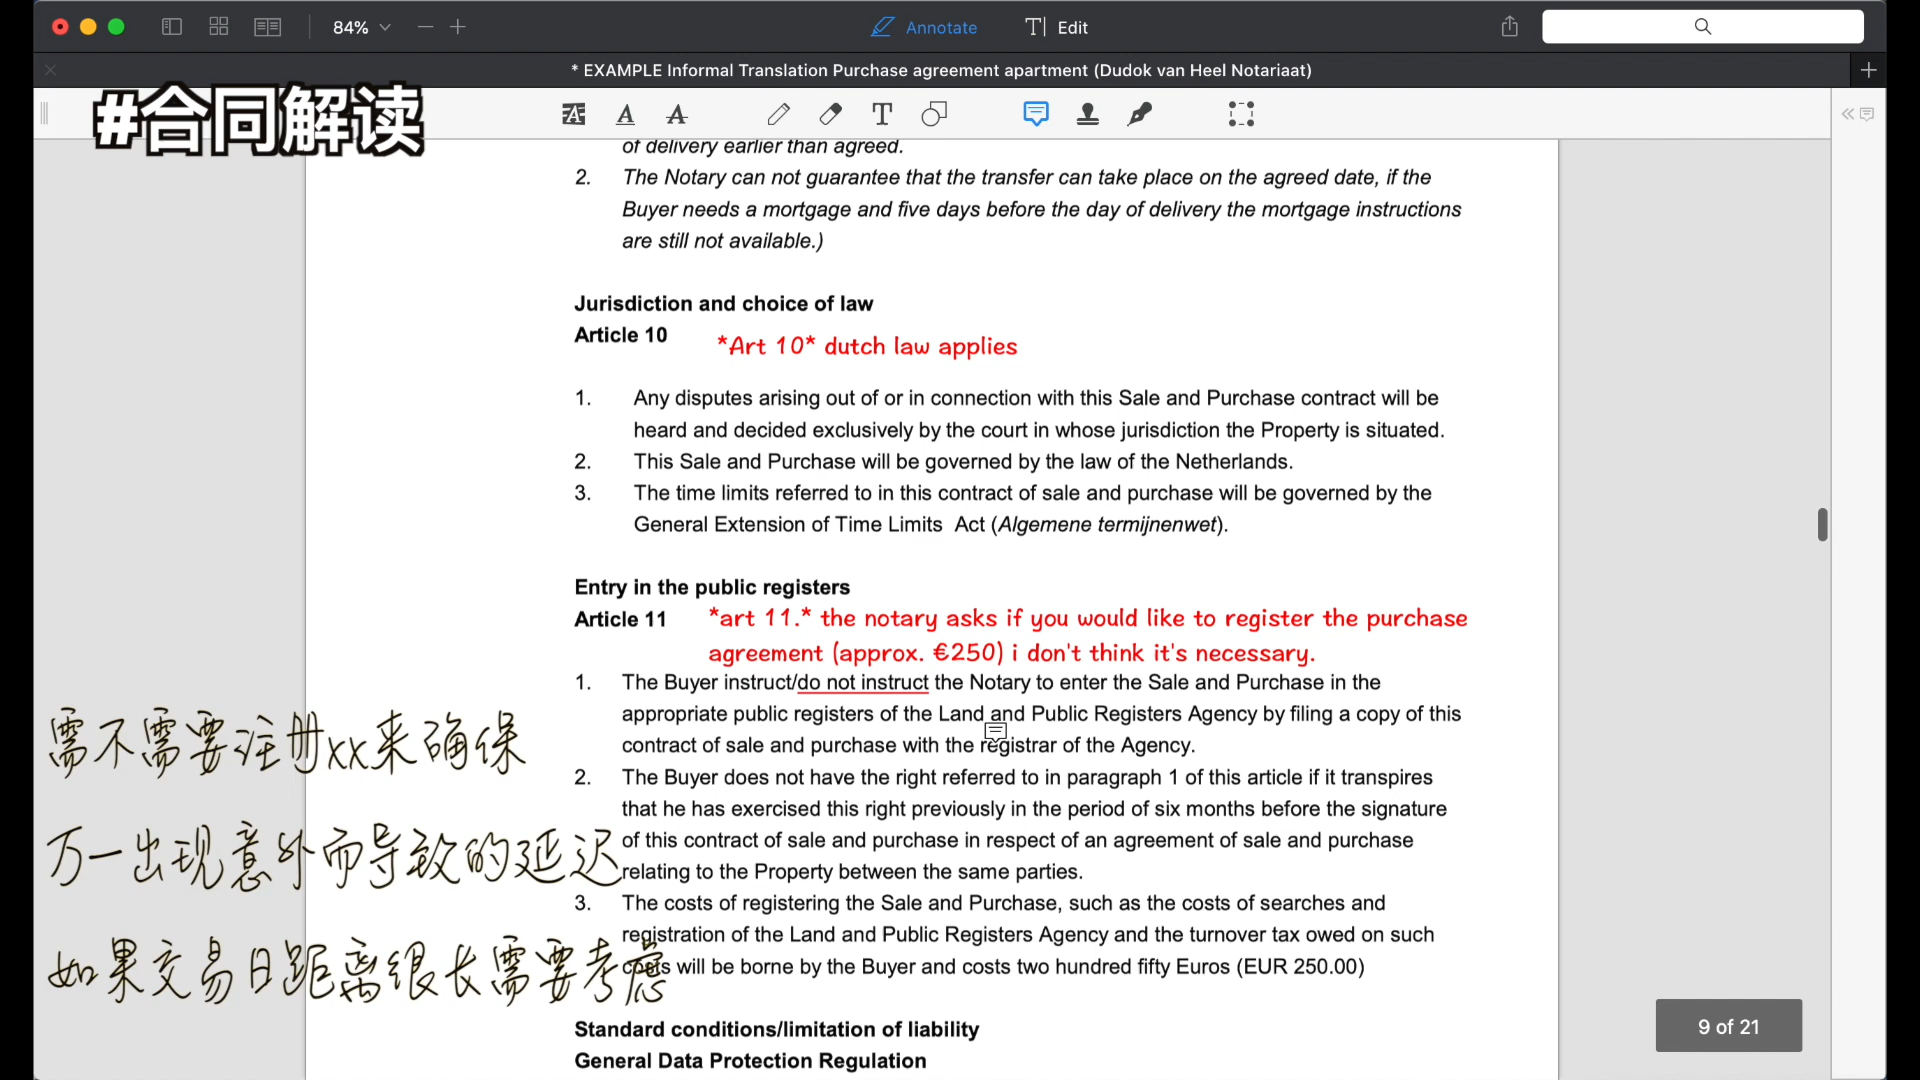 84%
Annotate
Edit
* EXAMPLE Informal Translation Purchase agreement apartment (Dudok van Heel Notariaat)
#合同解读
of delivery earlier than agreed.
2. The Notary can not guarantee that the transfer can take place on the agreed date, if the
Buyer needs a mortgage and five days before the day of delivery the mortgage instructions
are still not available.)
Jurisdiction and choice of law
Article 10
*Art 10* dutch law applies
1. Any disputes arising out of or in connection with this Sale and Purchase contract will be
heard and decided exclusively by the court in whose jurisdiction the Property is situated.
2. This Sale and Purchase will be governed by the law of the Netherlands.
3. The time limits referred to in this contract of sale and purchase will be governed by the
General Extension of Time Limits Act (Algemene termijnenwet).
Entry in the public registers
Article 11
*art 11.* the notary asks if you would like to register the purchase
agreement (approx. €250) i don't think it's necessary.
1. The Buyer instruct/do not instruct the Notary to enter the Sale and Purchase in the
appropriate public registers of the Land and Public Registers Agency by filing a copy of this
contract of sale and purchase with the registrar of the Agency.
2. The Buyer does not have the right referred to in paragraph 1 of this article if it transpires
that he has exercised this right previously in the period of six months before the signature
of this contract of sale and purchase in respect of an agreement of sale and purchase
relating to the Property between the same parties.
3. The costs of registering the Sale and Purchase, such as the costs of searches and
registration of the Land and Public Registers Agency and the turnover tax owed on such
costs will be borne by the Buyer and costs two hundred fifty Euros (EUR 250.00)
Standard conditions/limitation of liability
General Data Protection Regulation
需不需要注册xx来确保
万一出现意外而导致的延迟
如果交易日距离很长需要考虑
9 of 21